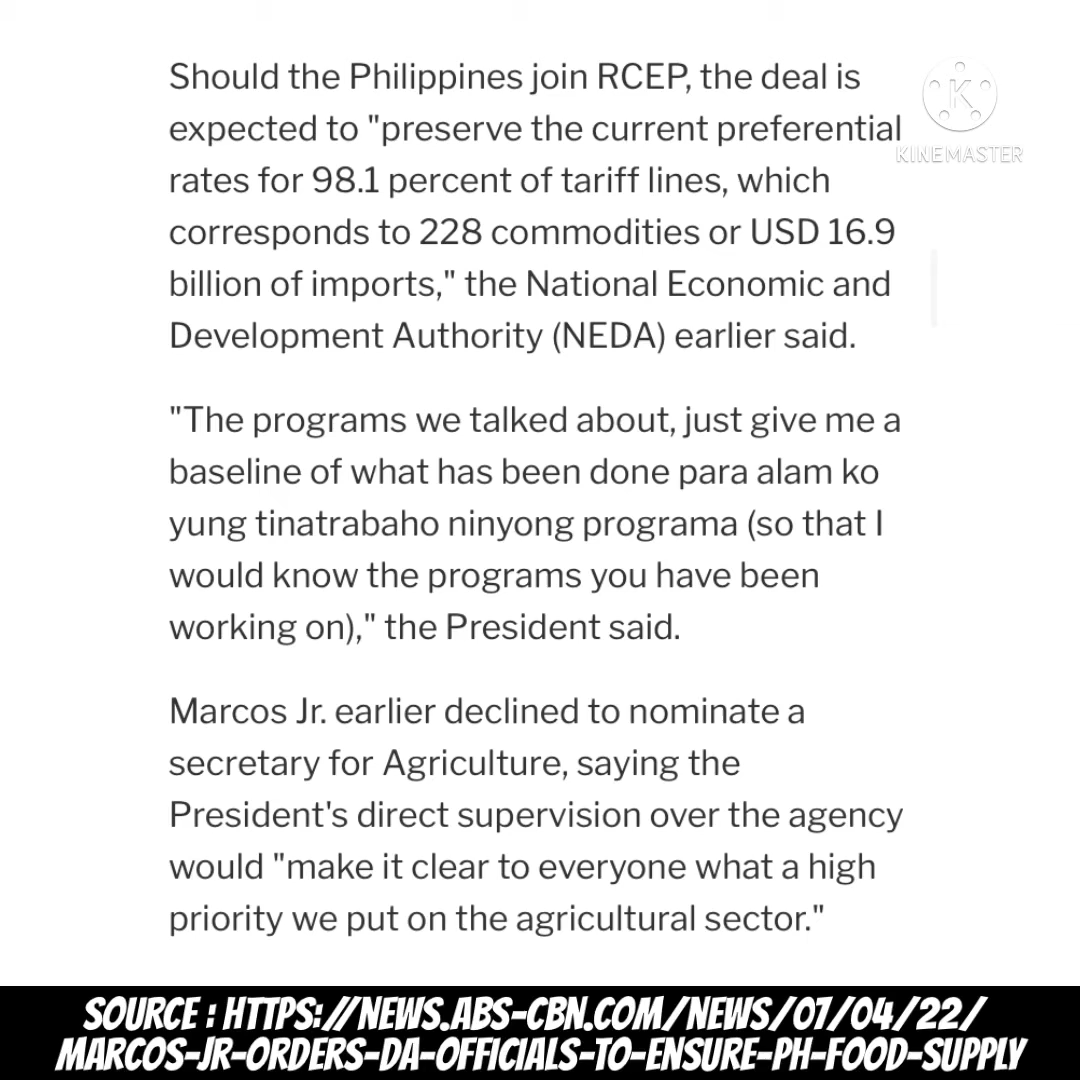 Should the Philippines join RCEP, the deal is
expected to "preserve the current preferential
rates for 98.1 percent of tariff lines, which
corresponds to 228 commodities or USD 16.9
billion of imports," the National Economic and
Development Authority (NEDA) earlier said.
"The programs we talked about, just give me a
baseline of what has been done para alam ko
yung tinatrabaho ninyong programa (so that I
would know the programs you have been
working on)," the President said.
Marcos Jr. earlier declined to nominate a
secretary for Agriculture, saying the
President's direct supervision over the agency
would "make it clear to everyone what a high
priority we put on the agricultural sector."
K
KINEMASTER
SOURCE : HTTPS://NEWS.ABS-CBN.COM/NEWS/07/04/22/
MARCOS-JR-ORDERS-DA-OFFICIALS-TO-ENSURE-PH-FOOD-SUPPLY